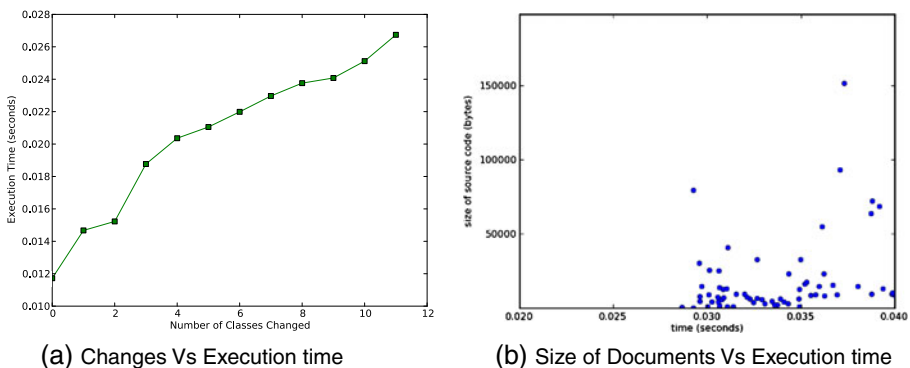 0.028
0.026
0.024
0.022
0.020
0.018
0.016
0.014
0.012
0.010
Execution Time (seconds)
0 2 4 6 8 10 12
Number of Classes Changed
(a) Changes Vs Execution time
150000
100000
50000
size of source code (bytes)
0.020 0.025 0.030 0.035 0.040
time (seconds)
(b) Size of Documents Vs Execution time